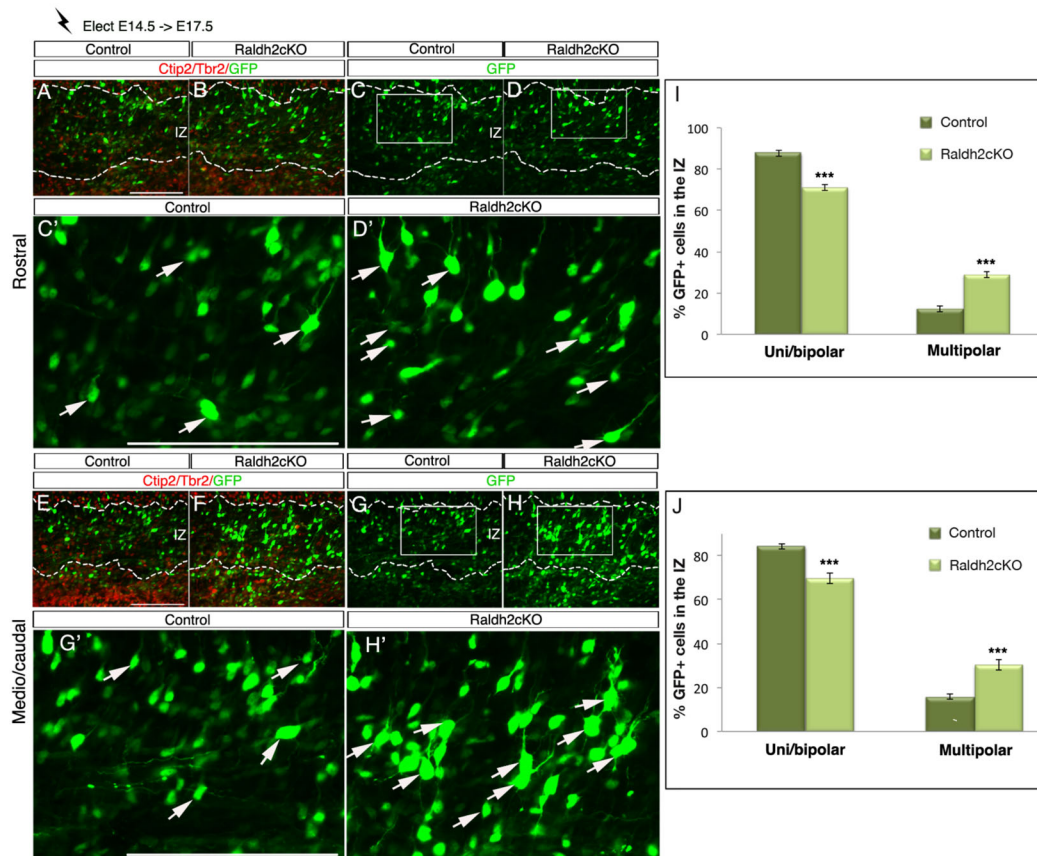 Elect E14.5 -> E17.5
Control Raldh2cKO Control Raldh2cKO
Ctip2/Tbr2/GFP GFP
A B C D
IZ IZ
Control Raldh2cKO
C' D'
Rostral
Control Raldh2cKO Control Raldh2cKO
Ctip2/Tbr2/GFP GFP
E F G H
IZ IZ
Control Raldh2cKO
G' H'
Medio/caudal
I
Control
Raldh2cKO
% GFP+ cells in the IZ
100
80
60
40
20
0
***
***
Uni/bipolar Multipolar
J
Control
Raldh2cKO
% GFP+ cells in the IZ
80
60
40
20
0
***
***
Uni/bipolar Multipolar